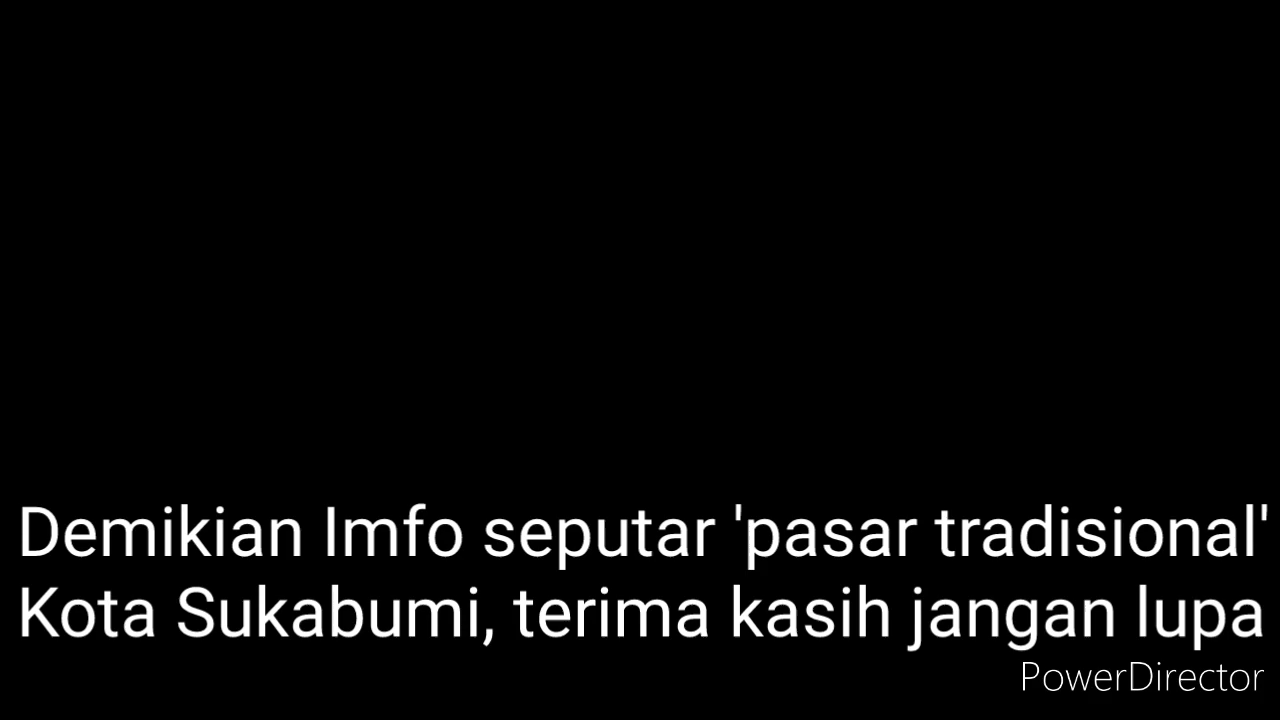 Demikian Imfo seputar 'pasar tradisional'
Kota Sukabumi, terima kasih jangan lupa
PowerDirector